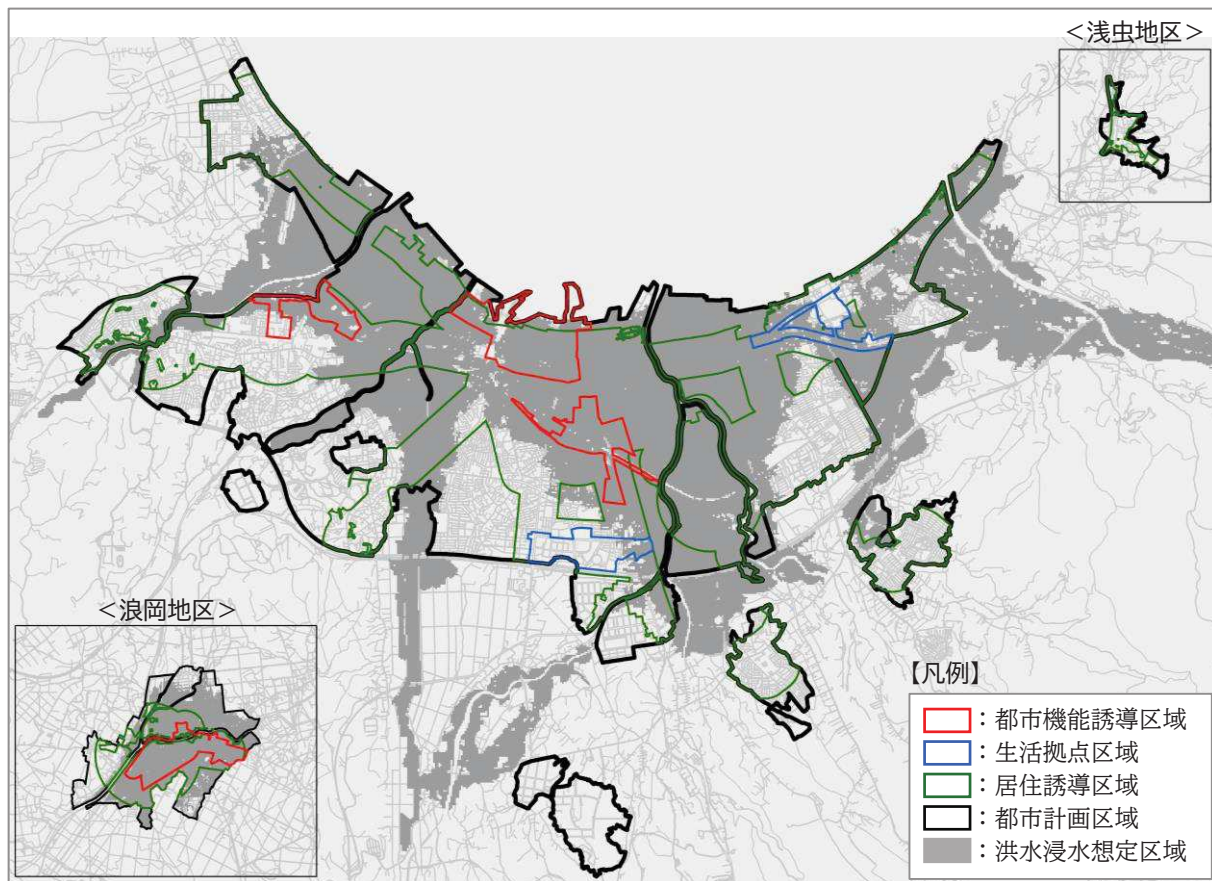 ＜浅虫地区＞
＜浪岡地区＞
【凡例】
：都市機能誘導区域
：生活拠点区域
：居住誘導区域
：都市計画区域
：洪水浸水想定区域